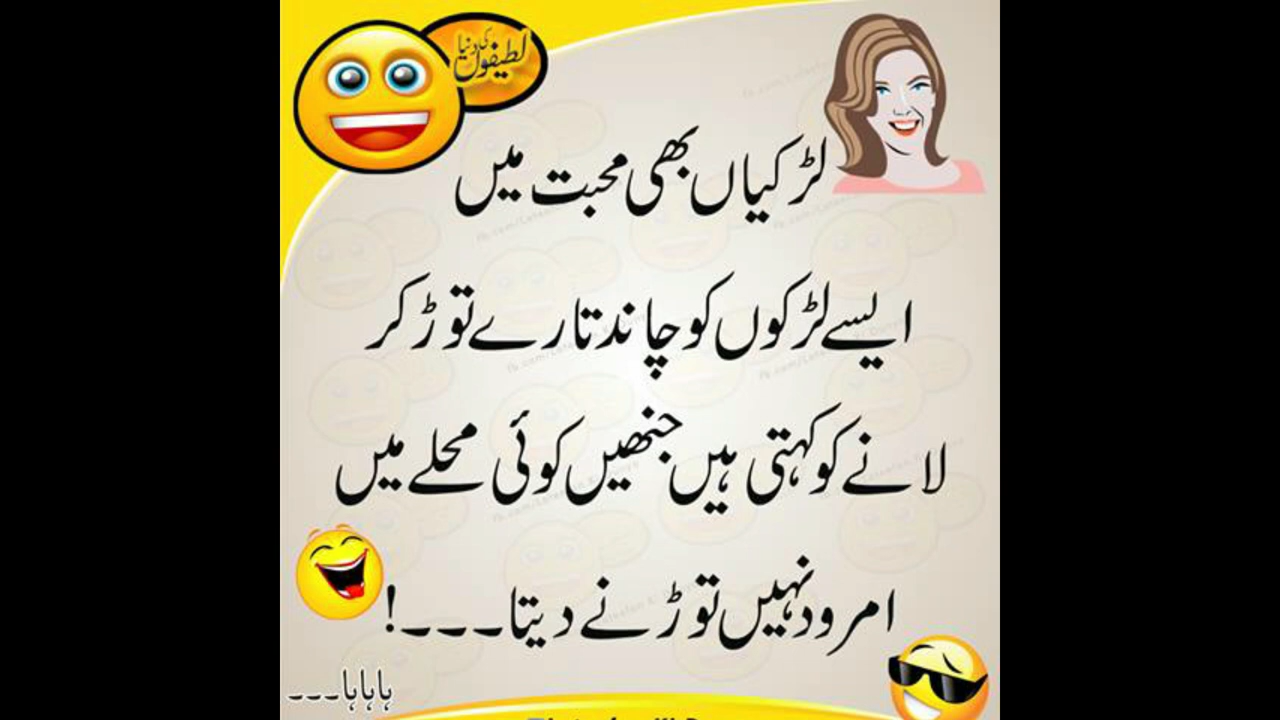 لطیفوں کی دنیا
لڑکیاں بھی محبت میں
ایسے لڑکوں کو چاند تارے توڑ کر
لانے کو کہتی ہیں جنھیں کوئی محلے میں
امرود نہیں توڑنے دیتا۔۔۔!
ہاہاہا۔۔۔